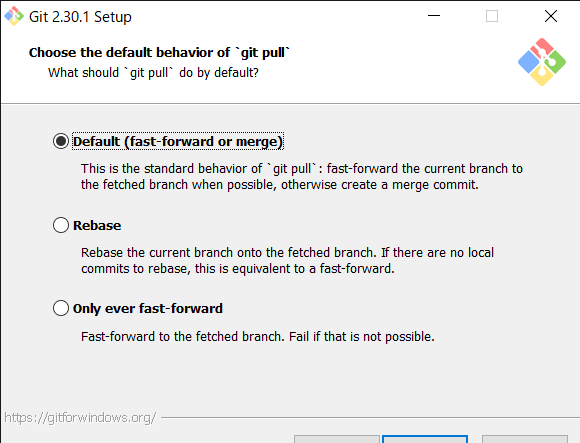 Git 2.30.1 Setup
Choose the default behavior of `git pull`
What should `git pull` do by default?
Default (fast-forward or merge)
This is the standard behavior of `git pull`: fast-forward the current branch to
the fetched branch when possible, otherwise create a merge commit.
Rebase
Rebase the current branch onto the fetched branch. If there are no local
commits to rebase, this is equivalent to a fast-forward.
Only ever fast-forward
Fast-forward to the fetched branch. Fail if that is not possible.
https://gitforwindows.org/